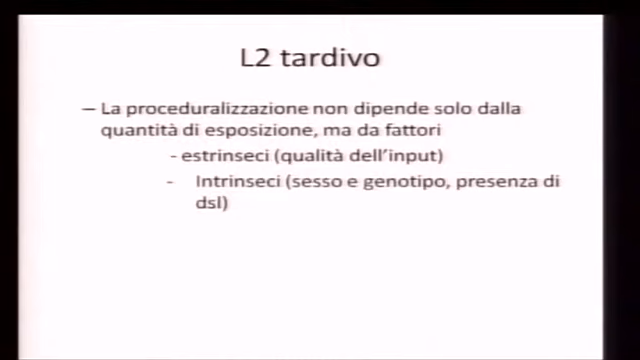 L2 tardivo
– La proceduralizzazione non dipende solo dalla
quantità di esposizione, ma da fattori
- estrinseci (qualità dell'input)
- Intrinseci (sesso e genotipo, presenza di
dsl)